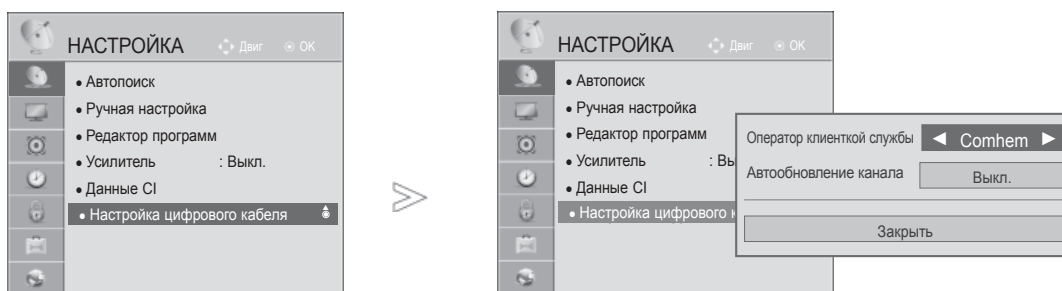 НАСТРОЙКА Двиг OK
• Автопоиск
• Ручная настройка
• Редактор программ
• Усилитель : Выкл.
• Данные CI
• Настройка цифрового кабеля
НАСТРОЙКА Двиг OK
• Автопоиск
• Ручная настройка
• Редактор программ
• Усилитель : Вы
• Данные CI
• Настройка цифрового к
Оператор клиенткой службы ◄ Comhem ►
Автообновление канала Выкл.
Закрыть